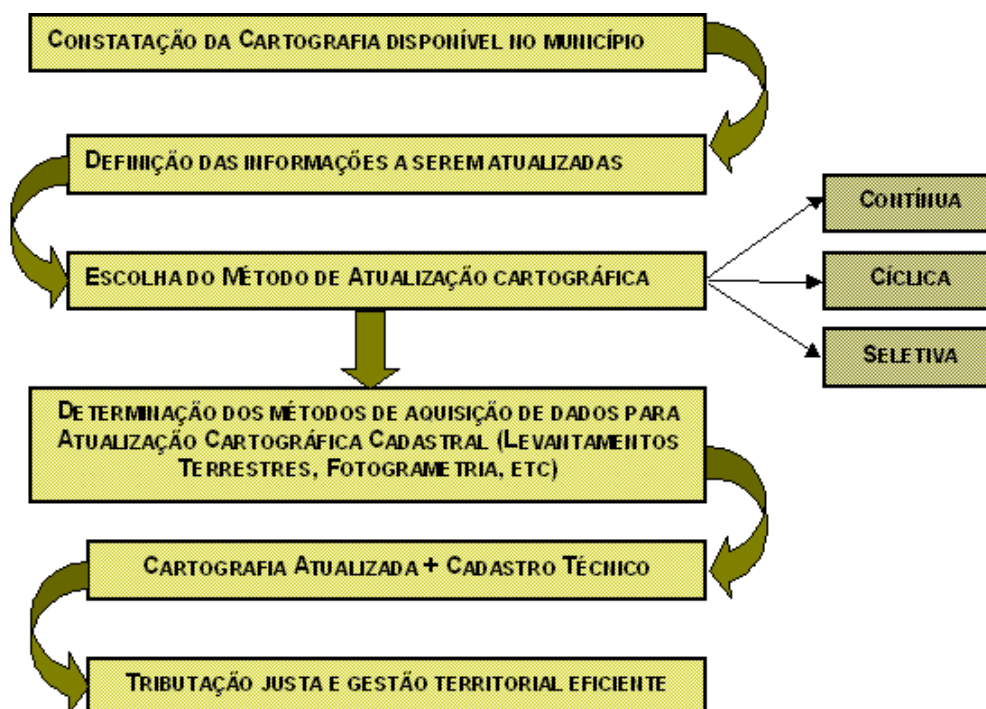 CONSTATAÇÃO DA CARTOGRAFIA DISPONÍVEL NO MUNICÍPIO
DEFINIÇÃO DAS INFORMAÇÕES A SEREM ATUALIZADAS
ESCOLHA DO MÉTODO DE ATUALIZAÇÃO CARTOGRÁFICA
CONTÍNUA
CÍCLICA
SELETIVA
DETERMINAÇÃO DOS MÉTODOS DE AQUISIÇÃO DE DADOS PARA
ATUALIZAÇÃO CARTOGRÁFICA CADASTRAL (LEVANTAMENTOS
TERRESTRES, FOTOGRAMETRIA, ETC)
CARTOGRAFIA ATUALIZADA + CADASTRO TÉCNICO
TRIBUTAÇÃO JUSTA E GESTÃO TERRITORIAL EFICIENTE